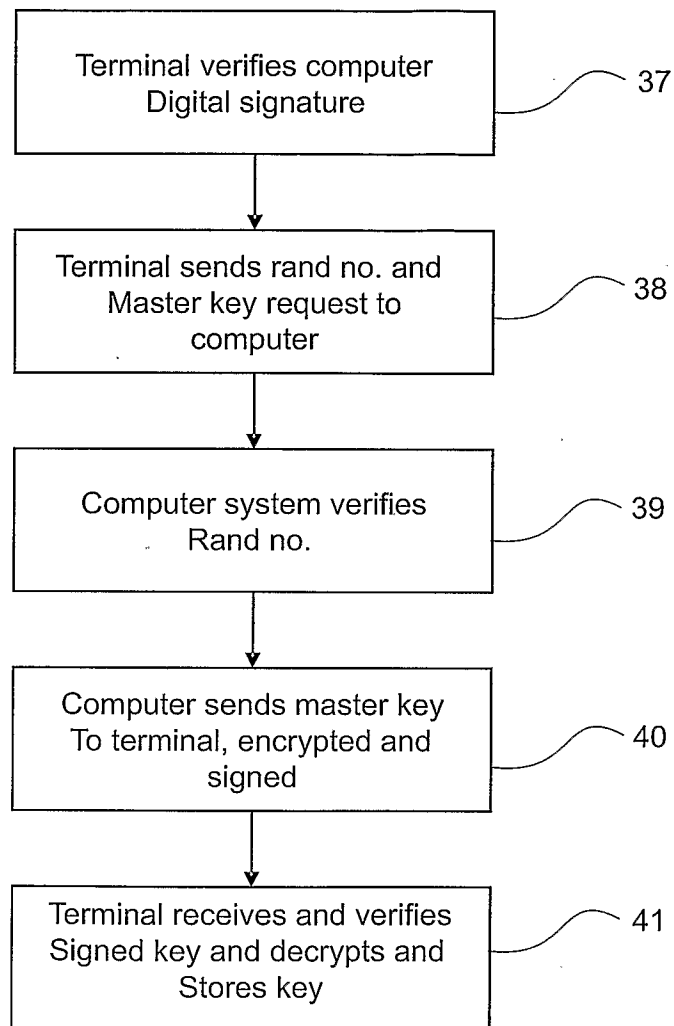 Terminal verifies computer
Digital signature
37
Terminal sends rand no. and
Master key request to
computer
38
Computer system verifies
Rand no.
39
Computer sends master key
To terminal, encrypted and
signed
40
Terminal receives and verifies
Signed key and decrypts and
Stores key
41